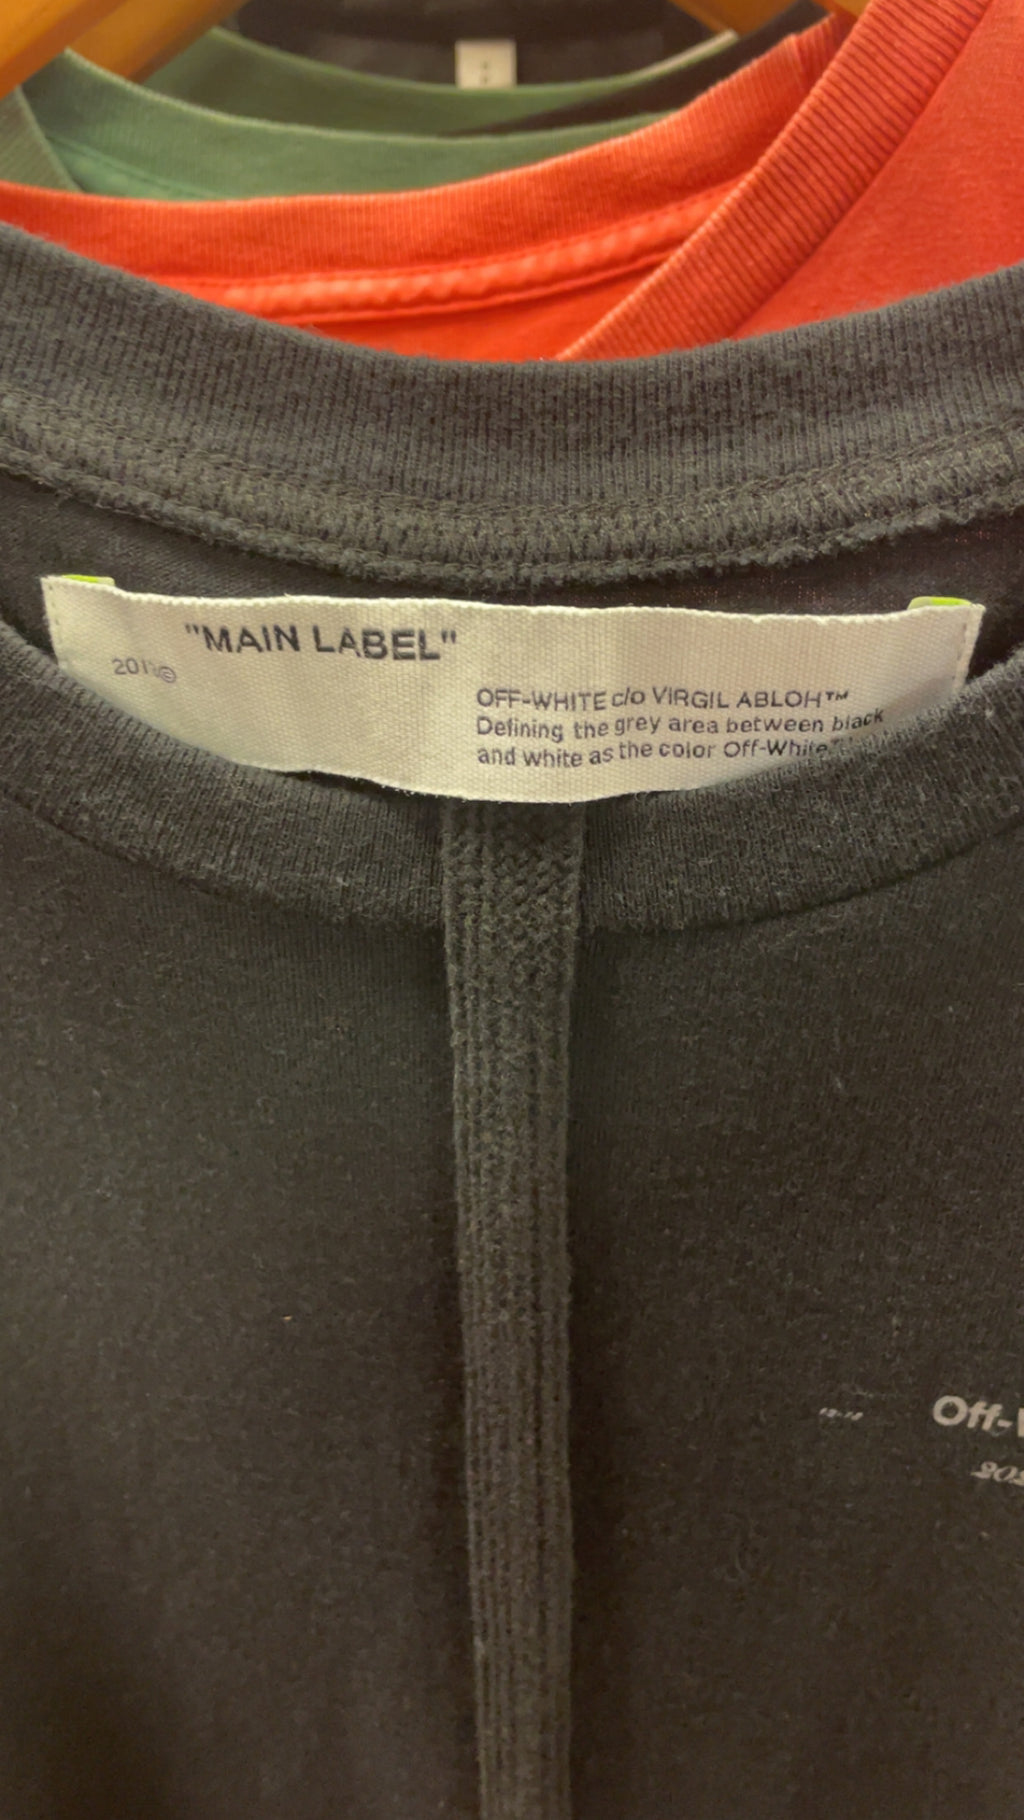 "MAIN LABEL"
OFF-WHITE c/o VIRGIL ABLOH™
Defining the grey area between black
and white as the color Off-White
Off-